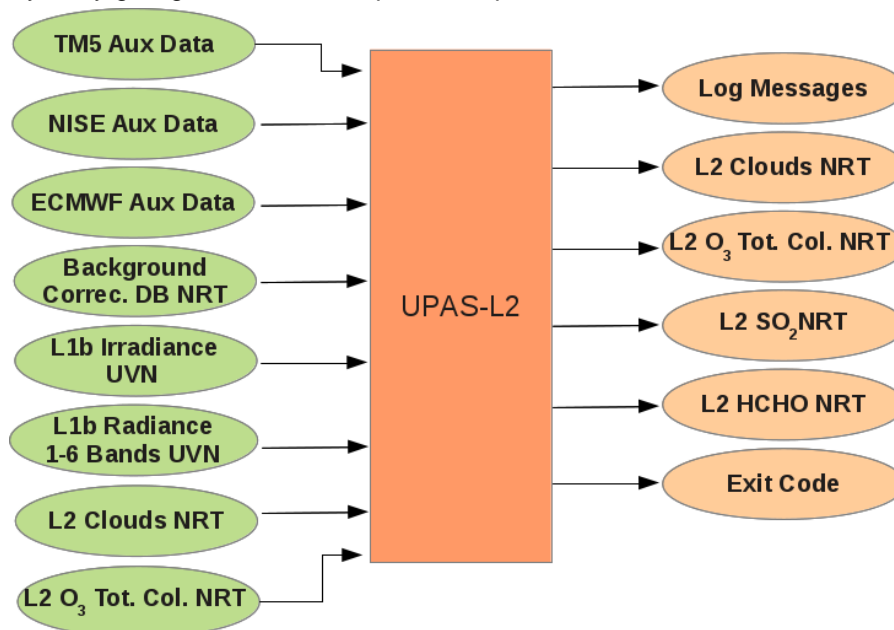 TM5 Aux Data
NISE Aux Data
ECMWF Aux Data
Background
Correc. DB NRT
L1b Irradiance
UVN
L1b Radiance
1-6 Bands UVN
L2 Clouds NRT
L2 O3 Tot. Col. NRT
UPAS-L2
Log Messages
L2 Clouds NRT
L2 O3 Tot. Col. NRT
L2 SO2NRT
L2 HCHO NRT
Exit Code